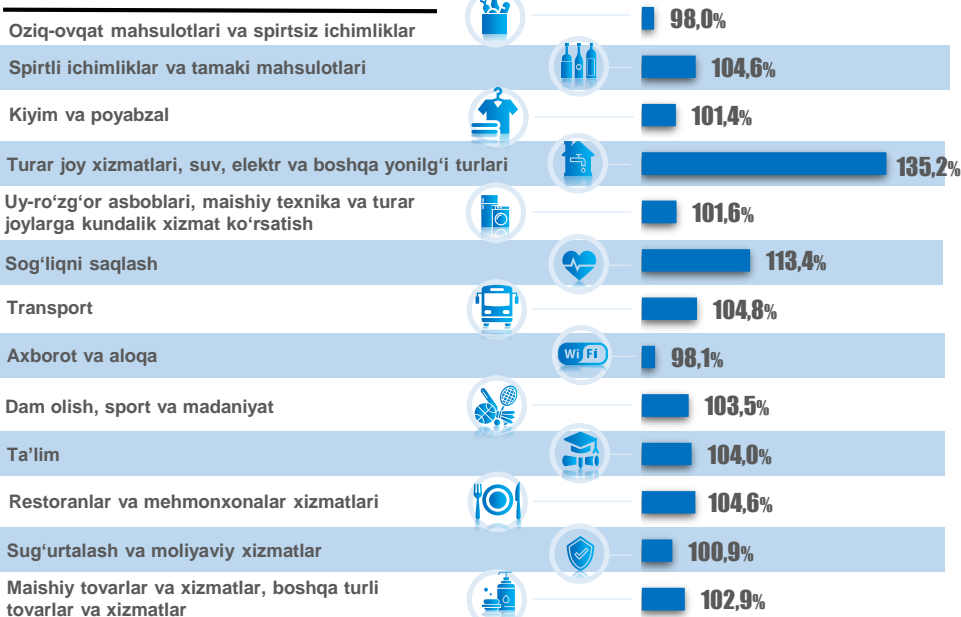 Oziq-ovqat mahsulotlari va spirtsiz ichimliklar 98,0%
Spirtli ichimliklar va tamaki mahsulotlari 104,6%
Kiyim va poyabzal 101,4%
Turar joy xizmatlari, suv, elektr va boshqa yonilg‘i turlari 135,2%
Uy-ro‘zg‘or asboblari, maishiy texnika va turar
joylarga kundalik xizmat ko‘rsatish 101,6%
Sog‘liqni saqlash 113,4%
Transport 104,8%
Axborot va aloqa WiFi 98,1%
Dam olish, sport va madaniyat 103,5%
Ta’lim 104,0%
Restoranlar va mehmonxonalar xizmatlari 104,6%
Sug‘urtalash va moliyaviy xizmatlar 100,9%
Maishiy tovarlar va xizmatlar, boshqa turli
tovarlar va xizmatlar 102,9%